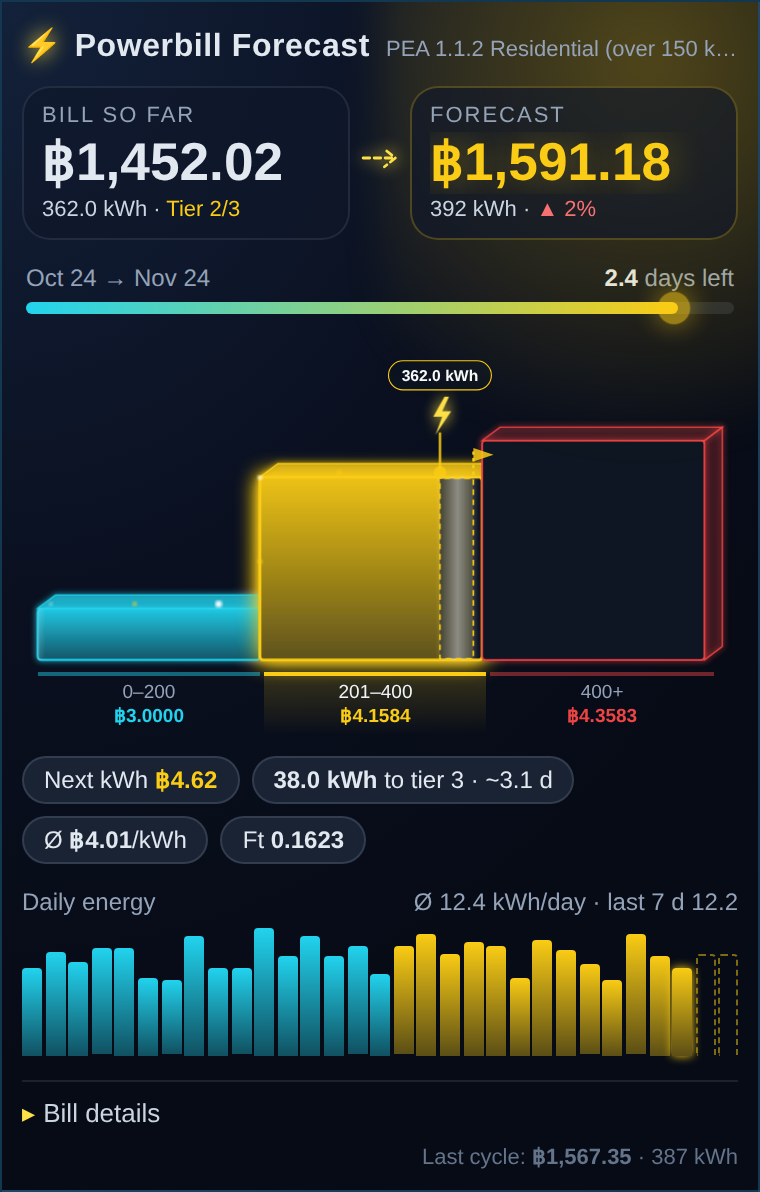 ⚡ Powerbill Forecast PEA 1.1.2 Residential (over 150 k…
BILL SO FAR
฿1,452.02
362.0 kWh · Tier 2/3
FORECAST
฿1,591.18
392 kWh · ▲ 2%
Oct 24 → Nov 24 2.4 days left
362.0 kWh
0–200 201–400 400+
฿3.0000 ฿4.1584 ฿4.3583
Next kWh ฿4.62 38.0 kWh to tier 3 · ~3.1 d
Ø ฿4.01/kWh Ft 0.1623
Daily energy Ø 12.4 kWh/day · last 7 d 12.2
▸ Bill details
Last cycle: ฿1,567.35 · 387 kWh